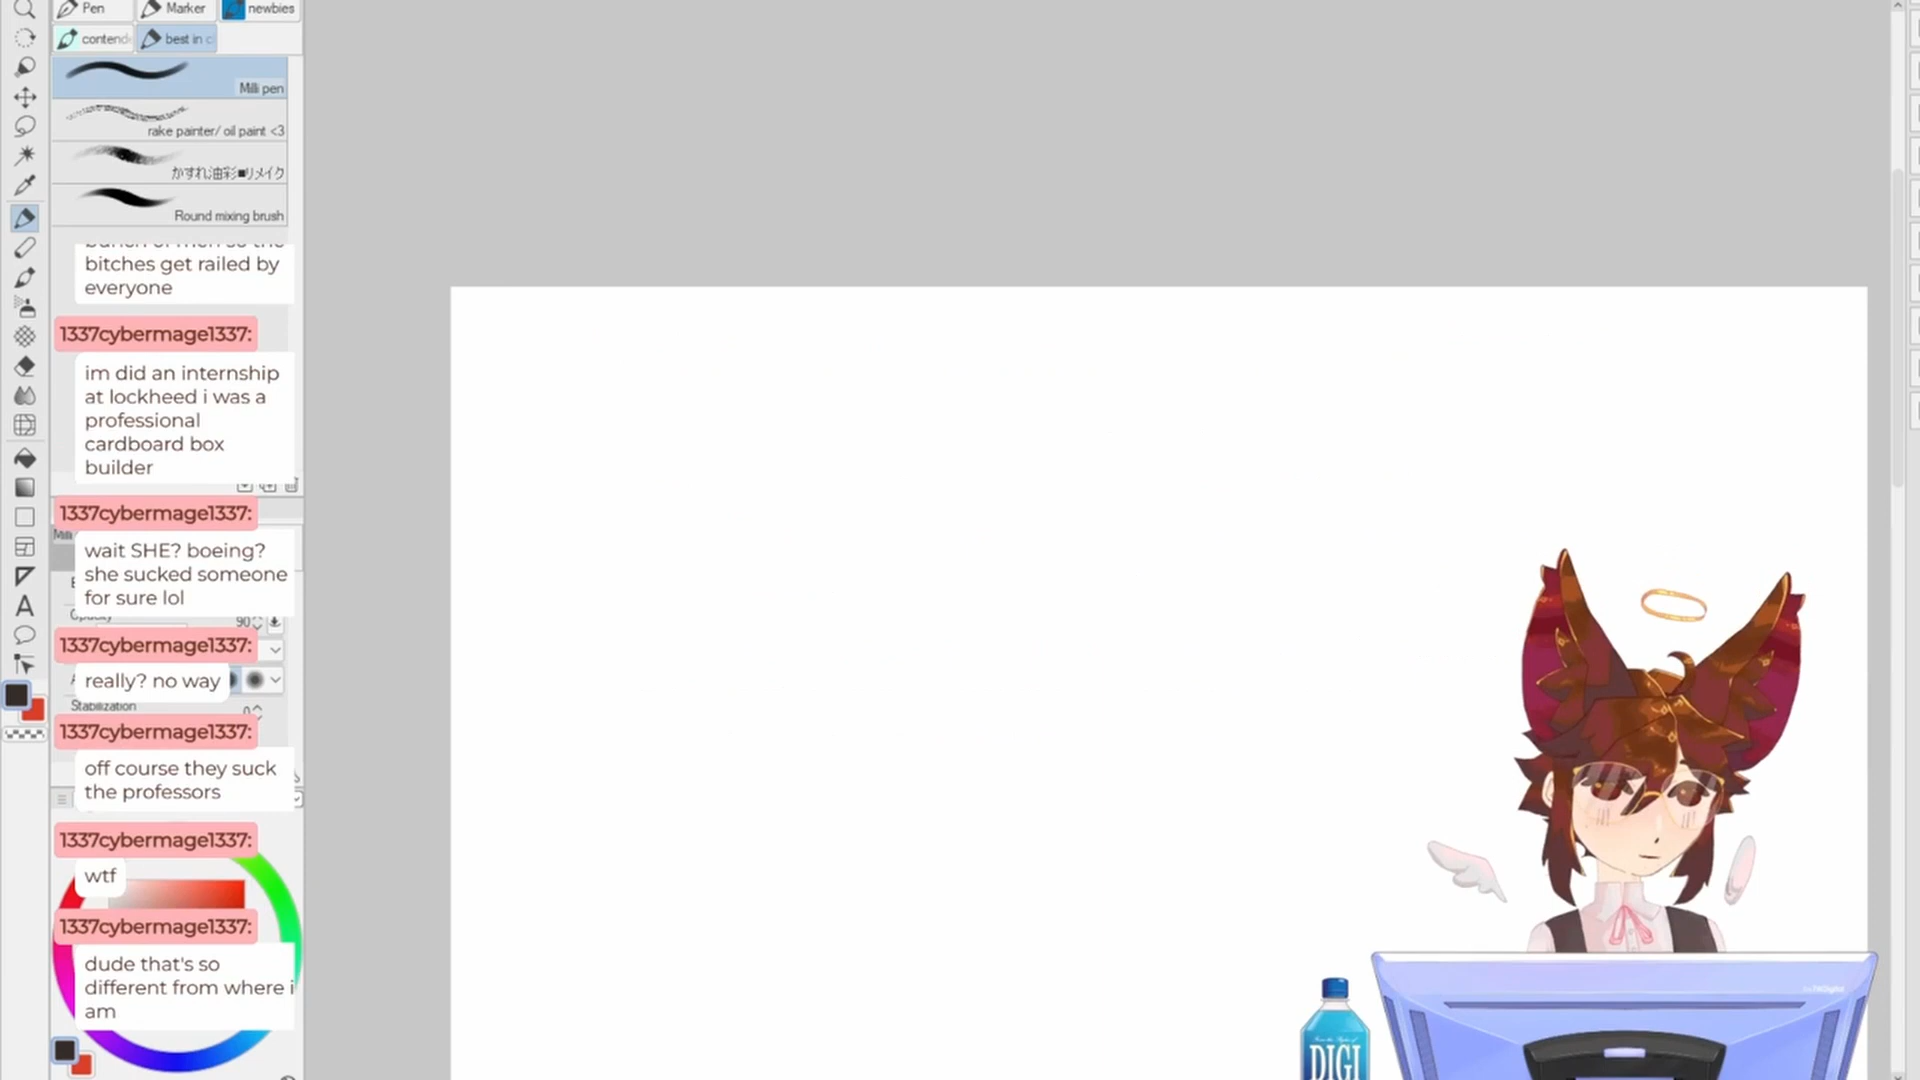 Pen
Marker
newbies
best in
Milli pen
rake painter/ oil paint <3
かすれ油彩■リメイク
Round mixing brush
bitches get railed by
everyone
1337cybermage1337:
im did an internship
at lockheed i was a
professional
cardboard box
builder
1337cybermage1337:
wait SHE? boeing?
she sucked someone
for sure lol
90
1337cybermage1337:
really? no way
Stabilization
1337cybermage1337:
off course they suck
the professors
1337cybermage1337:
wtf
1337cybermage1337:
dude that's so
different from where i
am
DIGI